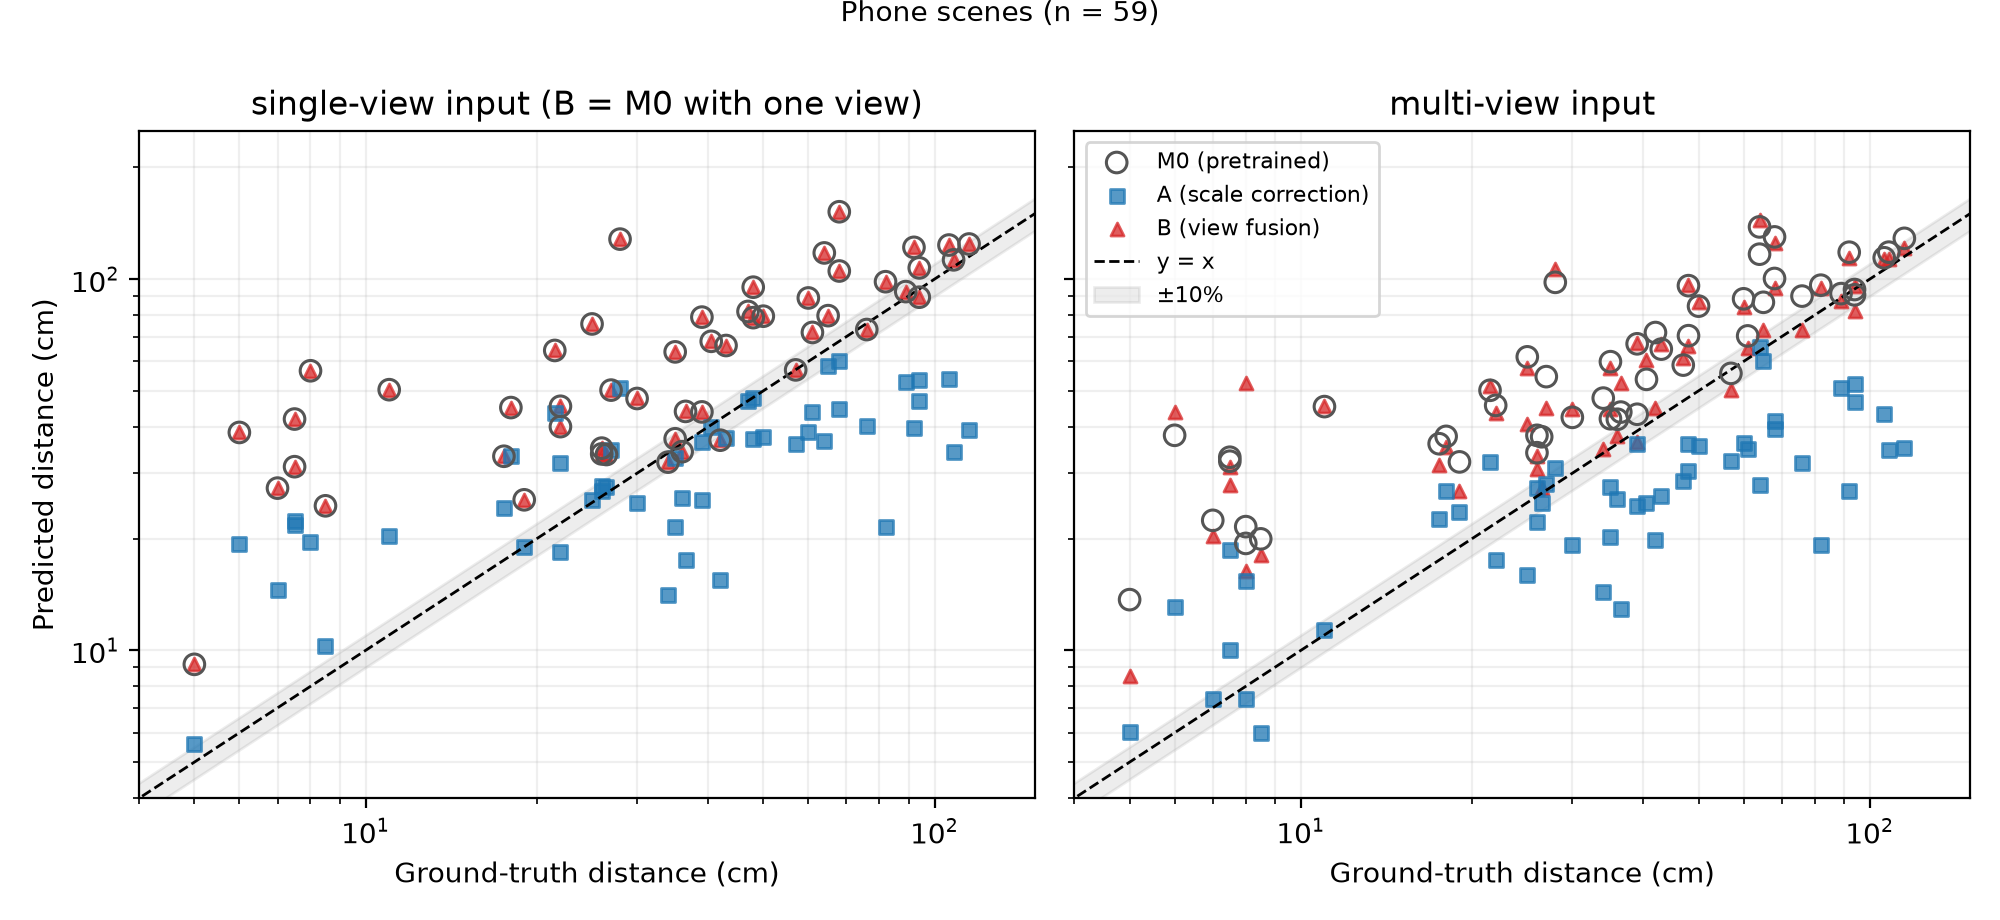 Phone scenes (n = 59)
single-view input (B = M0 with one view)
Predicted distance (cm)
10²
10¹
10¹
10²
Ground-truth distance (cm)
multi-view input
M0 (pretrained)
A (scale correction)
B (view fusion)
y = x
±10%
10¹
10²
Ground-truth distance (cm)